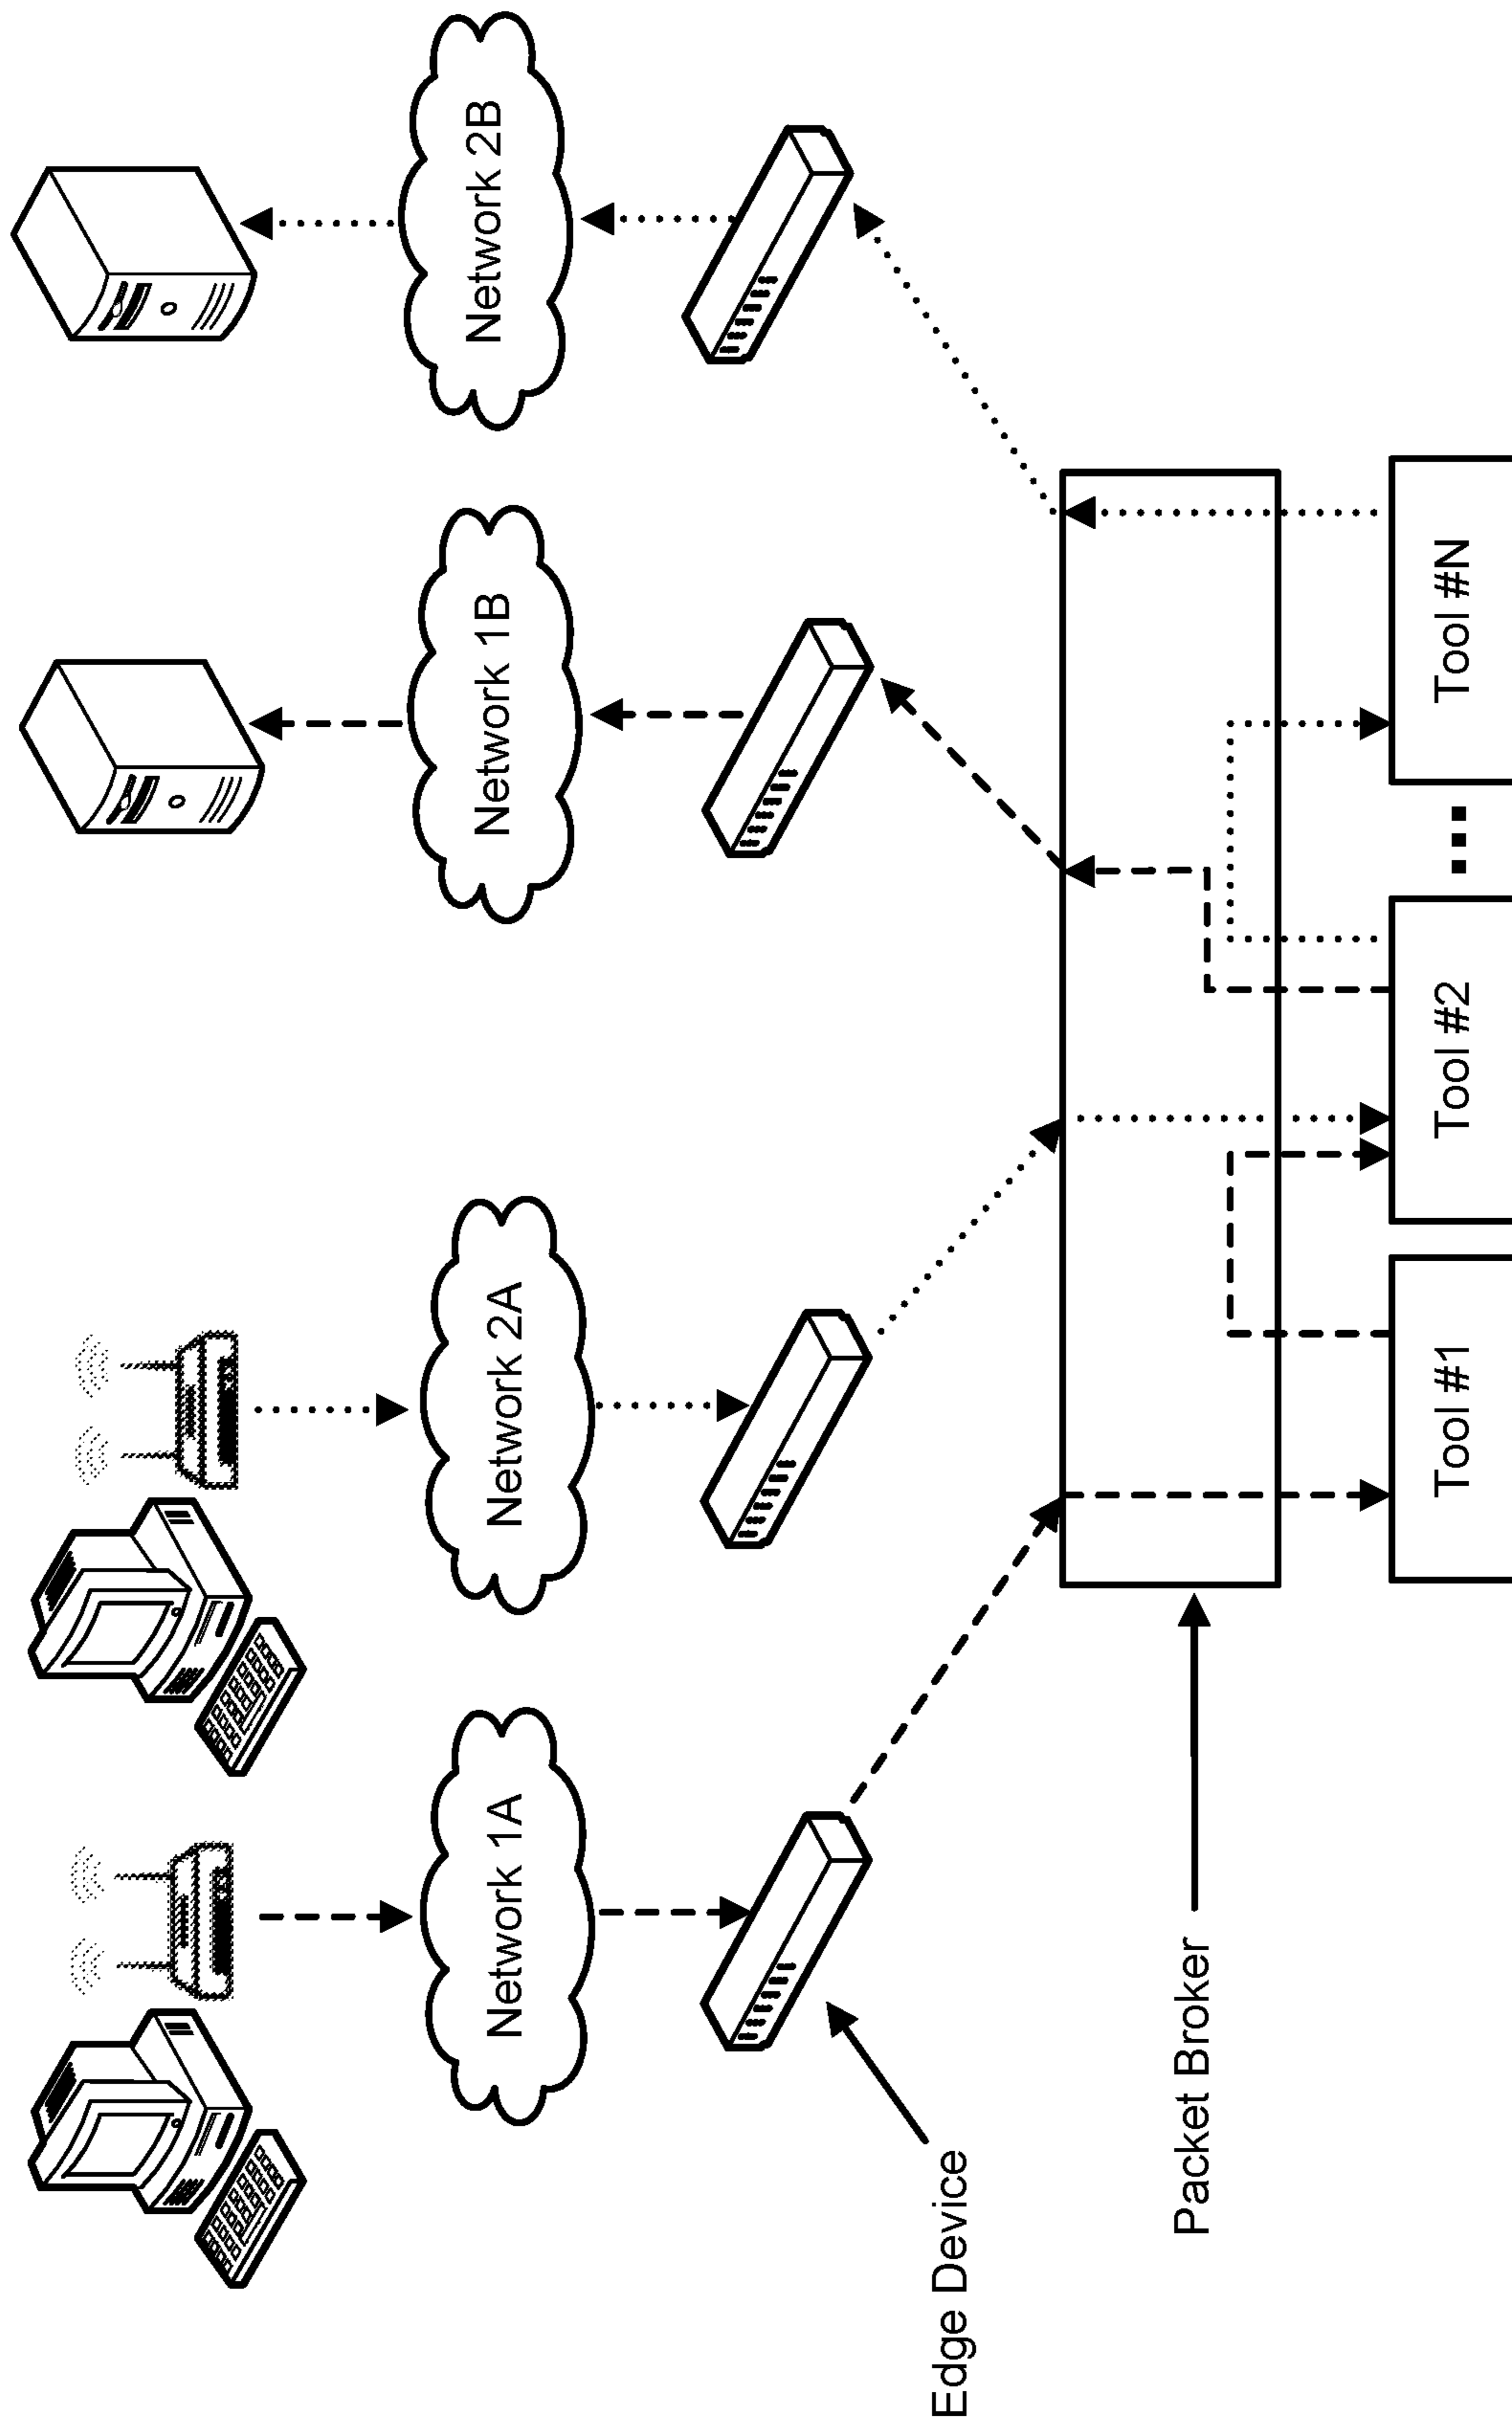 Network 1A
Network 2A
Network 1B
Network 2B
Edge Device
Packet Broker
Tool #1
Tool #2
...
Tool #N